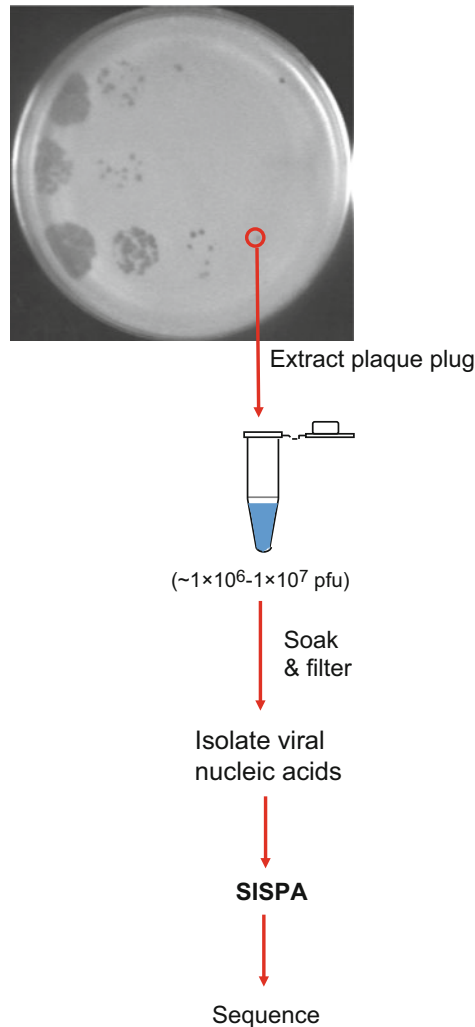 Extract plaque plug
(~1×10⁶-1×10⁷ pfu)
Soak
& filter
Isolate viral
nucleic acids
SISPA
Sequence